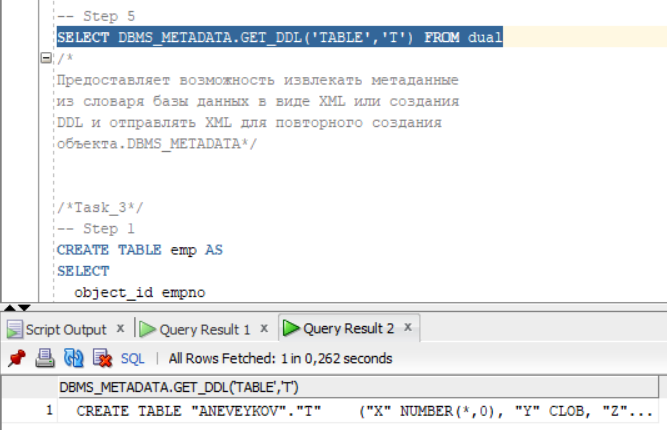 -- Step 5
SELECT DBMS_METADATA.GET_DDL('TABLE','T') FROM dual
/*
Предоставляет возможность извлекать метаданные
из словаря базы данных в виде XML или создания
DDL и отправлять XML для повторного создания
объекта.DBMS_METADATA*/
/*Task_3*/
-- Step 1
CREATE TABLE emp AS
SELECT
object_id empno
Script Output x Query Result 1 x Query Result 2 x
SQL | All Rows Fetched: 1 in 0,262 seconds
DBMS_METADATA.GET_DDL('TABLE','T')
1 CREATE TABLE "ANEVEYKOV"."T" ("X" NUMBER(*,0), "Y" CLOB, "Z"...